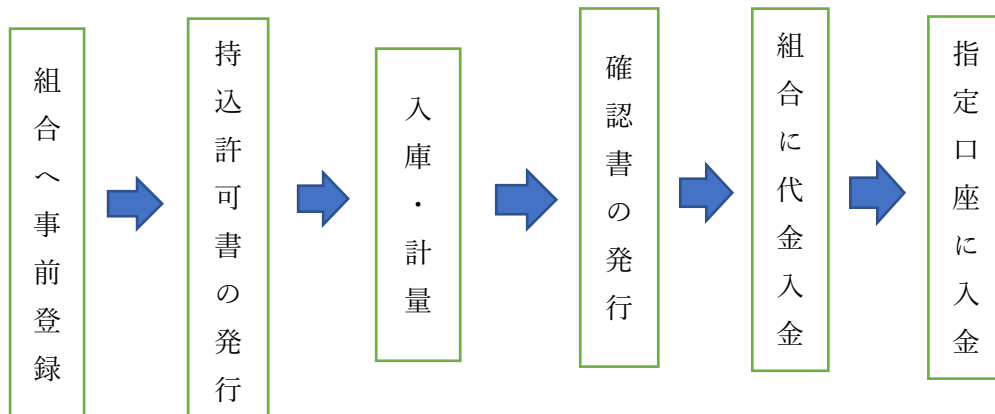 組合へ事前登録
持込許可書の発行
入庫・計量
確認書の発行
組合に代金入金
指定口座に入金